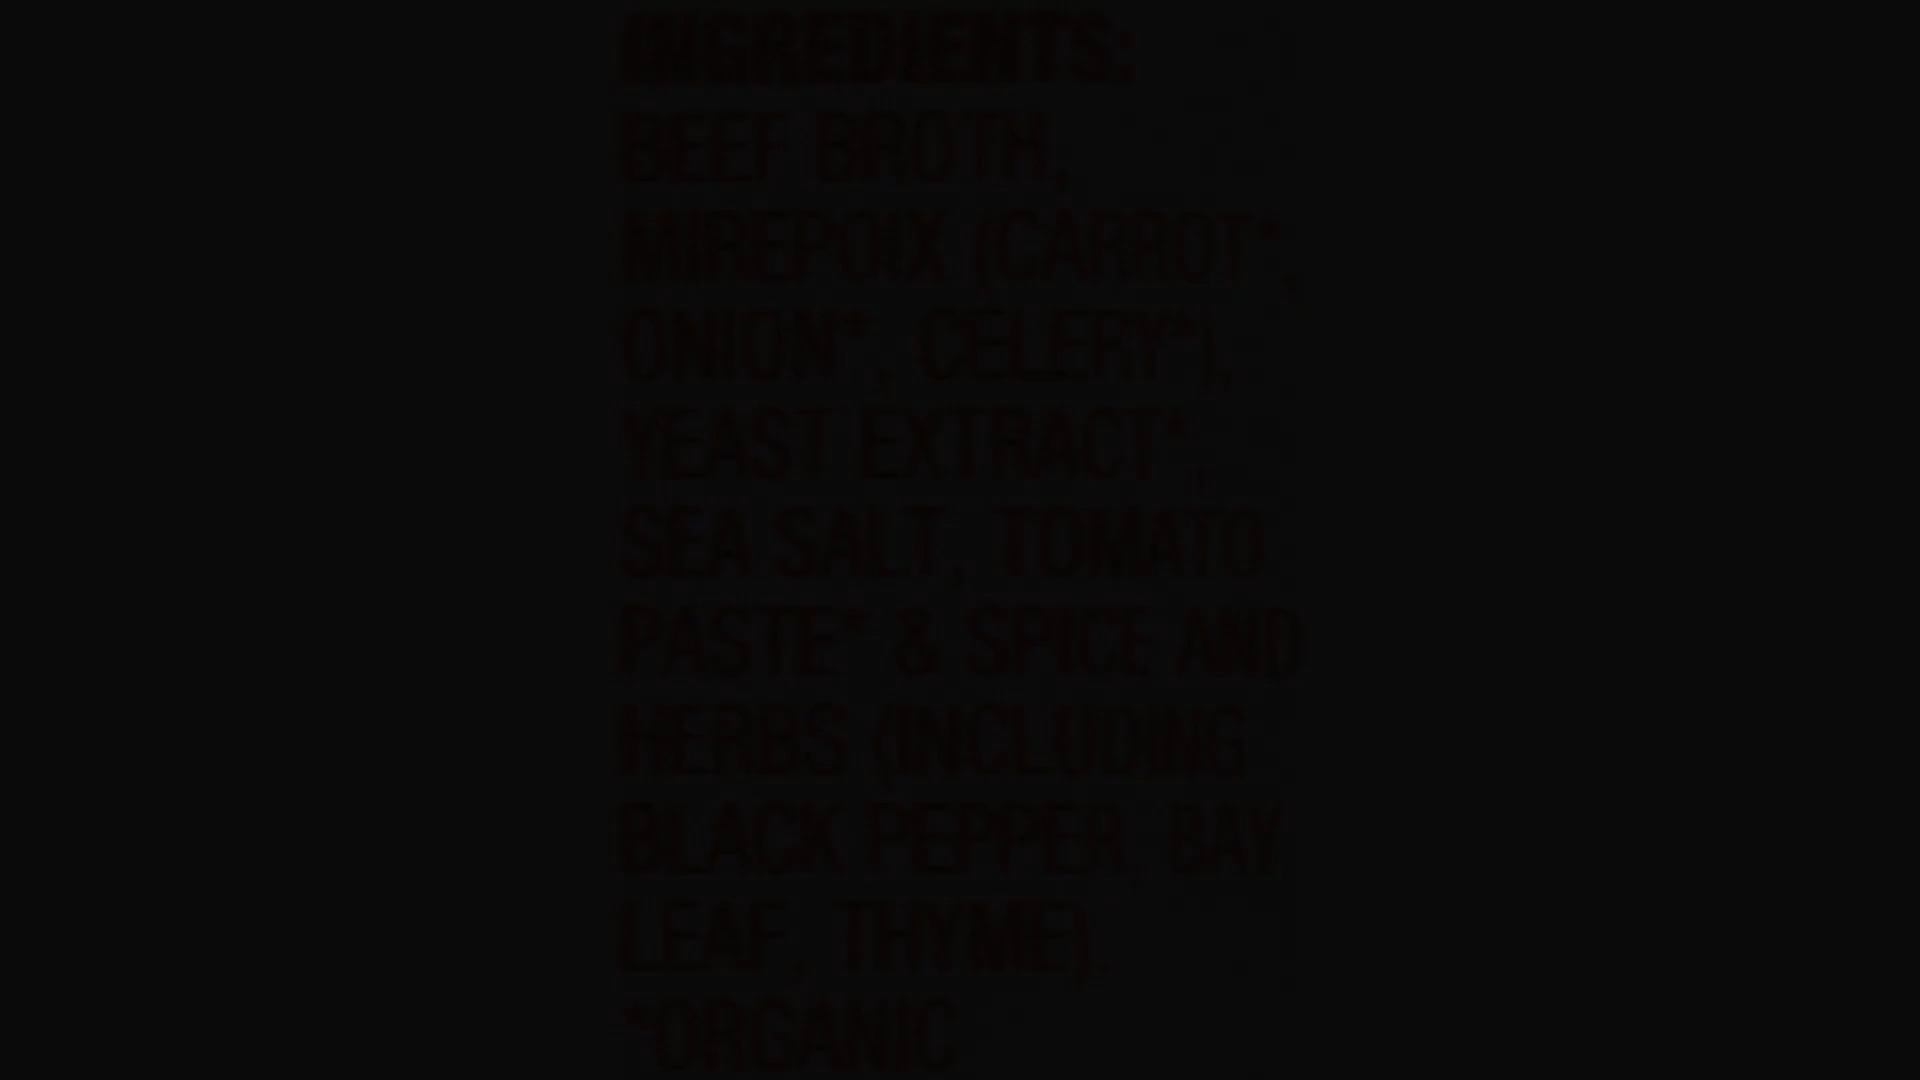 INGREDIENTS:
BEEF BROTH,
MIREPOIX (CARROT*,
ONION*, CELERY*),
YEAST EXTRACT*,
SEA SALT, TOMATO
PASTE* & SPICE AND
HERBS (INCLUDING
BLACK PEPPER, BAY
LEAF, THYME).
*ORGANIC